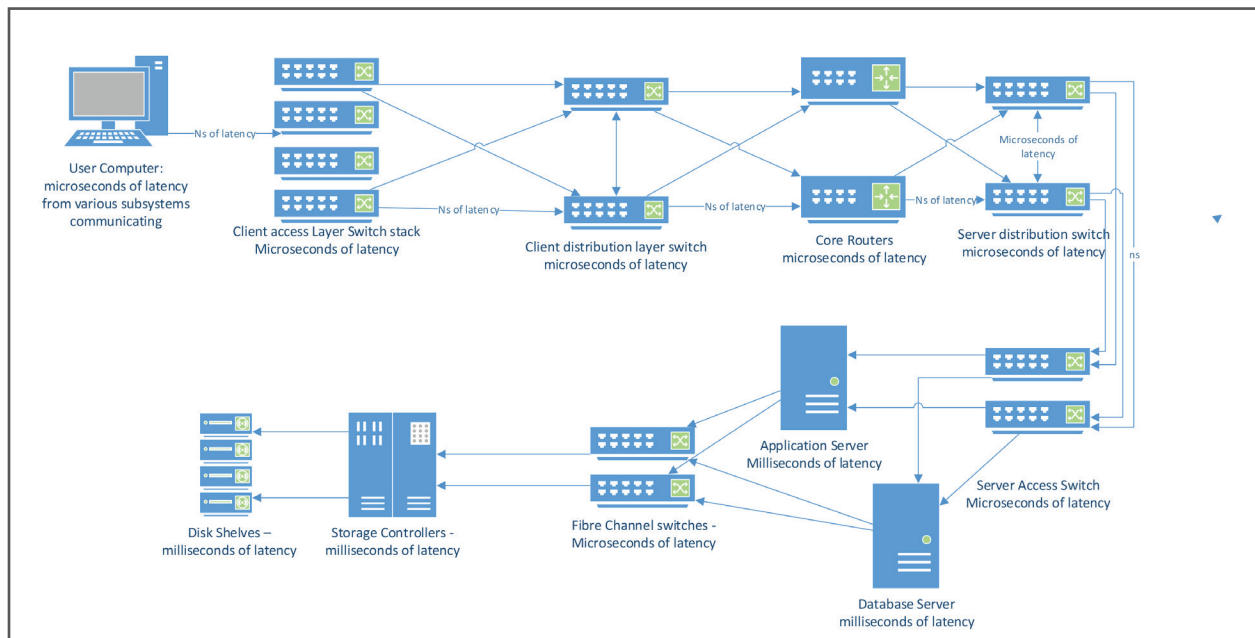 Ns of latency
User Computer:
microseconds of latency
from various subsystems
communicating
Client access Layer Switch stack
Microseconds of latency
Ns of latency
Client distribution layer switch
microseconds of latency
Ns of latency
Core Routers
microseconds of latency
Ns of latency
Microseconds of
latency
Server distribution switch
microseconds of latency
ns
Application Server
Milliseconds of latency
Server Access Switch
Microseconds of latency
Disk Shelves –
milliseconds of latency
Storage Controllers -
milliseconds of latency
Fibre Channel switches -
Microseconds of latency
Database Server
milliseconds of latency